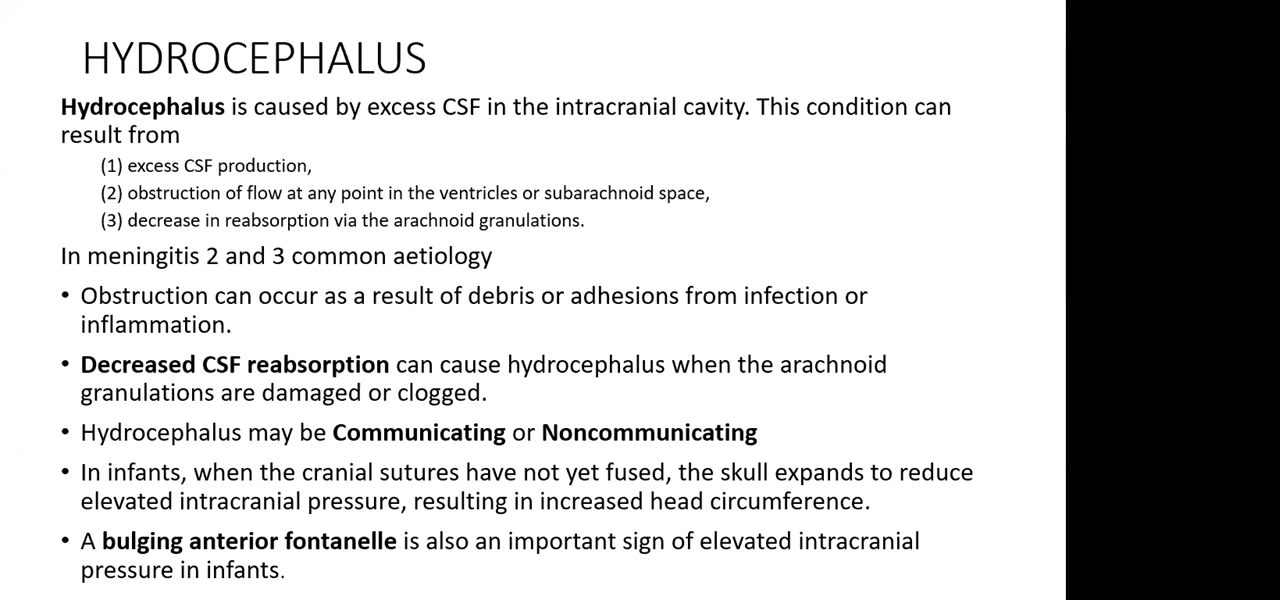 HYDROCEPHALUS
Hydrocephalus is caused by excess CSF in the intracranial cavity. This condition can
result from
(1) excess CSF production,
(2) obstruction of flow at any point in the ventricles or subarachnoid space,
(3) decrease in reabsorption via the arachnoid granulations.
In meningitis 2 and 3 common aetiology
• Obstruction can occur as a result of debris or adhesions from infection or
inflammation.
• Decreased CSF reabsorption can cause hydrocephalus when the arachnoid
granulations are damaged or clogged.
• Hydrocephalus may be Communicating or Noncommunicating
• In infants, when the cranial sutures have not yet fused, the skull expands to reduce
elevated intracranial pressure, resulting in increased head circumference.
• A bulging anterior fontanelle is also an important sign of elevated intracranial
pressure in infants.